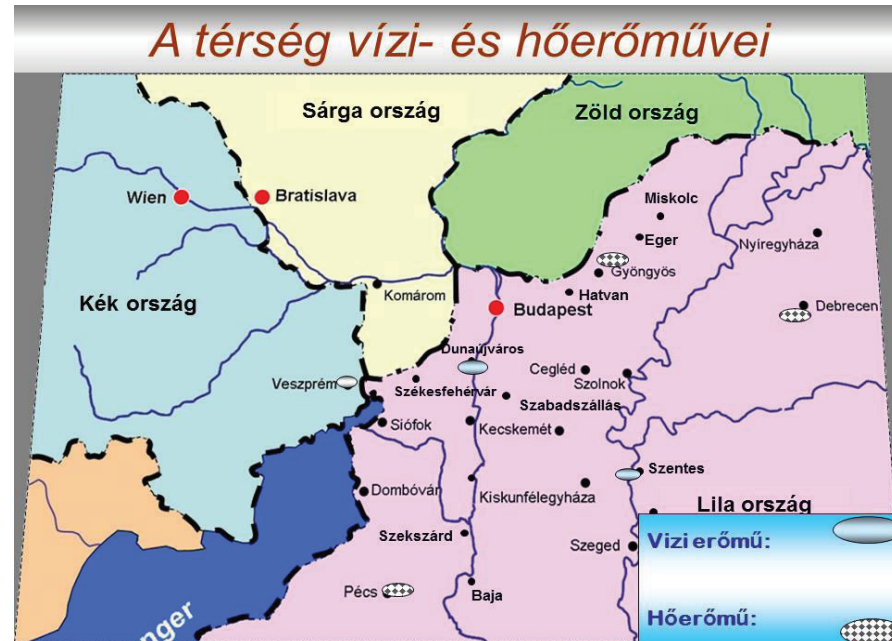 A térség vízi- és hőerőművei
Sárga ország
Zöld ország
Wien
Bratislava
Miskolc
Eger
Nyíregyháza
Gyöngyös
Kék ország
Komárom
Hatvan
Budapest
Debrecen
Dunaújváros
Cegléd
Szolnok
Veszprém
Székesfehérvár
Szabadszállás
Siófok
Kecskemét
Szentes
Dombóvár
Kiskunfélegyháza
Lila ország
Szekszárd
Szeged
Vizi erőmű:
Pécs
Baja
Hőerőmű:
nger